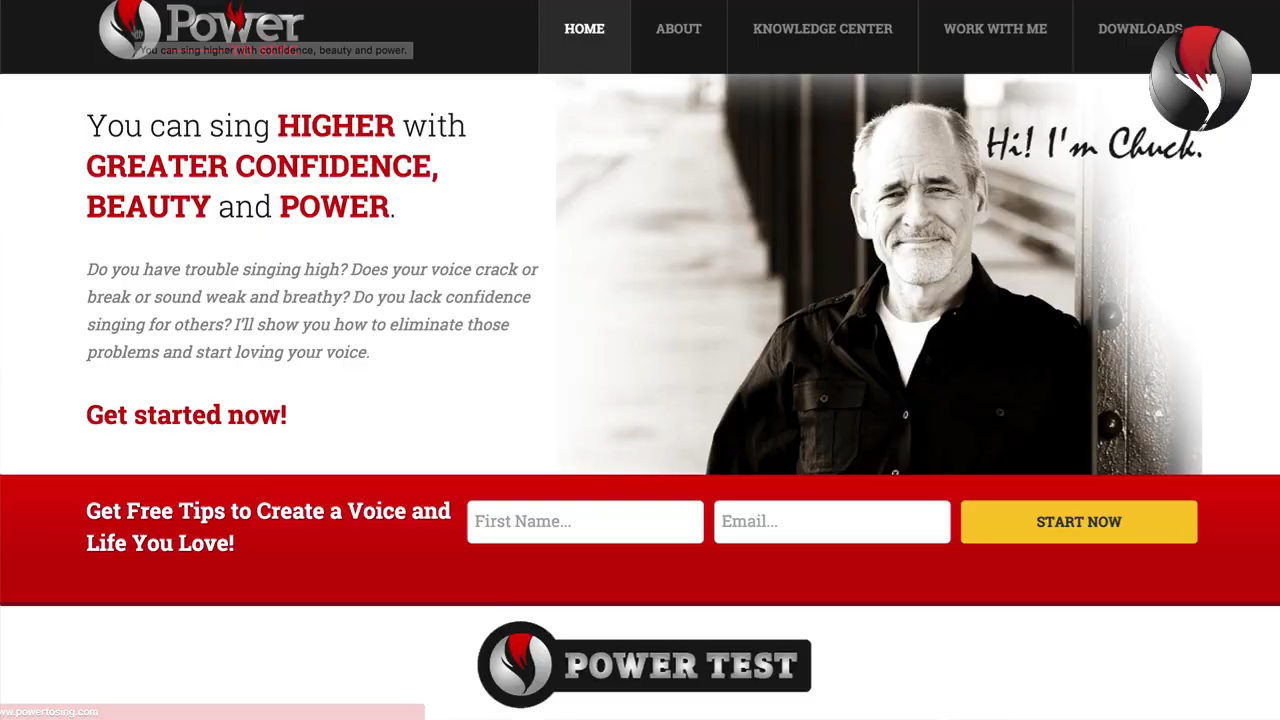 Power
You can sing higher with confidence, beauty and power.
HOME
ABOUT
KNOWLEDGE CENTER
WORK WITH ME
DOWNLOADS
You can sing HIGHER with
GREATER CONFIDENCE,
BEAUTY and POWER.
Hi! I'm Chuck.
Do you have trouble singing high? Does your voice crack or
break or sound weak and breathy? Do you lack confidence
singing for others? I'll show you how to eliminate those
problems and start loving your voice.
Get started now!
Get Free Tips to Create a Voice and
Life You Love!
First Name...
Email...
START NOW
POWER TEST
www.powertosing.com